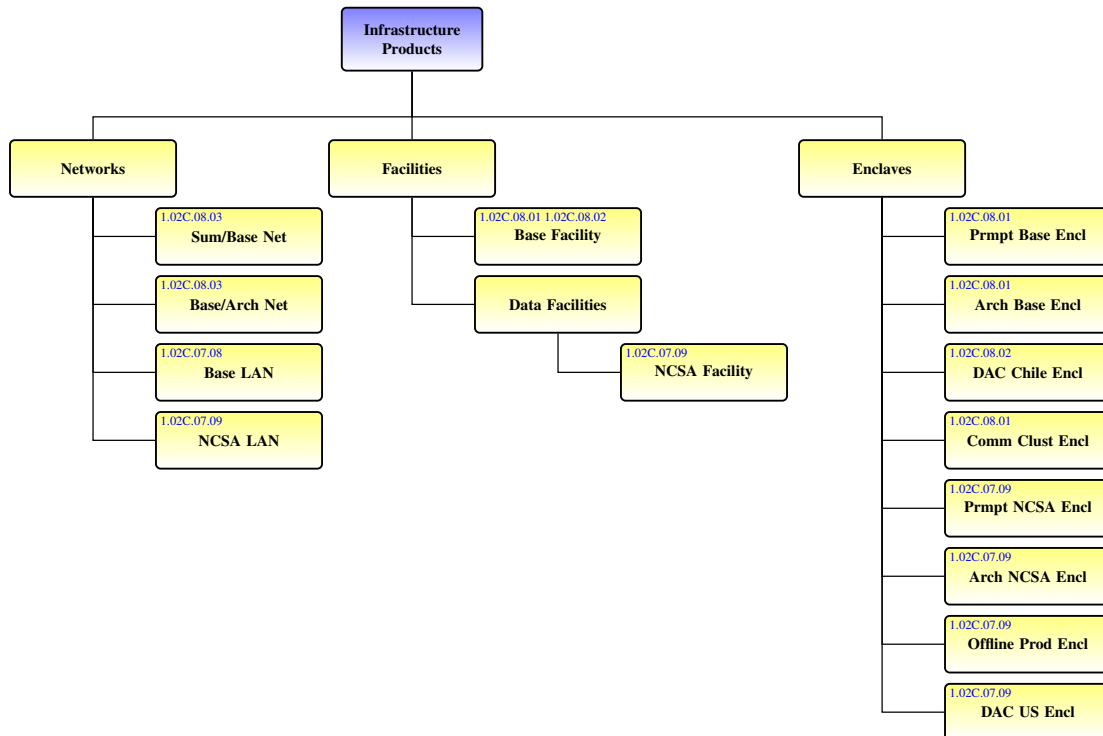 Infrastructure
Products
Networks
Facilities
Enclaves
1.02C.08.03
Sum/Base Net
1.02C.08.03
Base/Arch Net
1.02C.07.08
Base LAN
1.02C.07.09
NCSA LAN
1.02C.08.01 1.02C.08.02
Base Facility
Data Facilities
1.02C.07.09
NCSA Facility
1.02C.08.01
Prmpt Base Encl
1.02C.08.01
Arch Base Encl
1.02C.08.02
DAC Chile Encl
1.02C.08.01
Comm Clust Encl
1.02C.07.09
Prmpt NCSA Encl
1.02C.07.09
Arch NCSA Encl
1.02C.07.09
Offline Prod Encl
1.02C.07.09
DAC US Encl